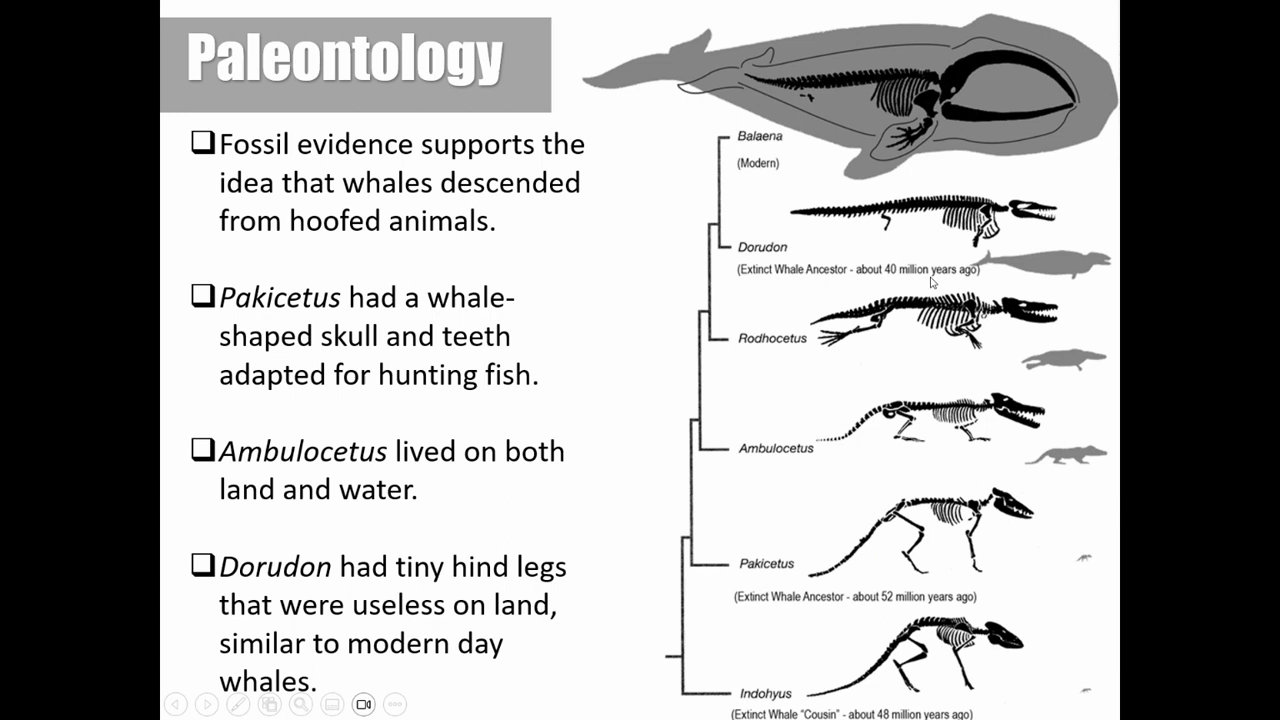 Paleontology
Fossil evidence supports the
idea that whales descended
from hoofed animals.
Pakicetus had a whale-
shaped skull and teeth
adapted for hunting fish.
Ambulocetus lived on both
land and water.
Dorudon had tiny hind legs
that were useless on land,
similar to modern day
whales.
Balaena
(Modern)
Dorudon
(Extinct Whale Ancestor - about 40 million years ago)
Rodhocetus
Ambulocetus
Pakicetus
(Extinct Whale Ancestor - about 52 million years ago)
Indohyus
(Extinct Whale "Cousin" - about 48 million years ago)